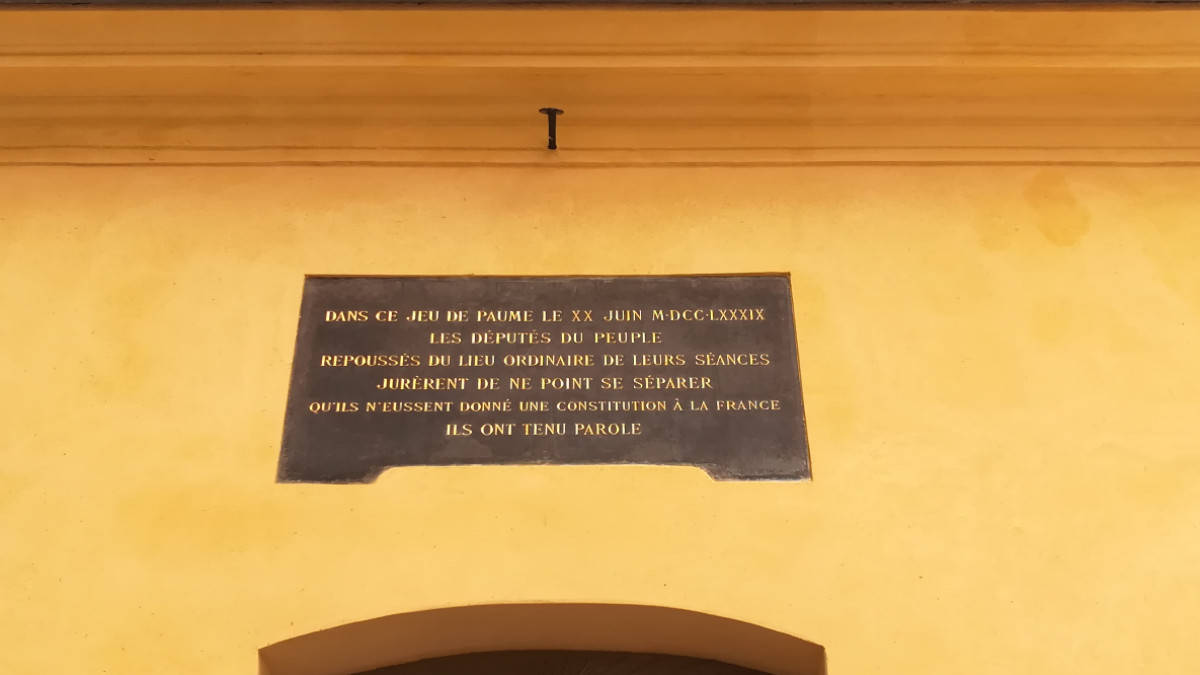 DANS CE JEU DE PAUME LE XX JUIN M·DCC·LXXXIX
LES DÉPUTÉS DU PEUPLE
REPOUSSÉS DU LIEU ORDINAIRE DE LEURS SÉANCES
JURÈRENT DE NE POINT SE SÉPARER
QU'ILS N'EUSSENT DONNÉ UNE CONSTITUTION À LA FRANCE
ILS ONT TENU PAROLE